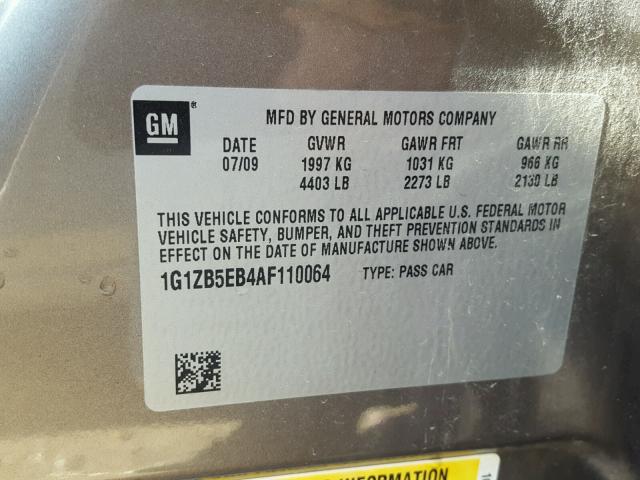 GM
®
MFD BY GENERAL MOTORS COMPANY
DATE GVWR GAWR FRT GAWR RR
07/09 1997 KG 1031 KG 966 KG
4403 LB 2273 LB 2130 LB
THIS VEHICLE CONFORMS TO ALL APPLICABLE U.S. FEDERAL MOTOR
VEHICLE SAFETY, BUMPER, AND THEFT PREVENTION STANDARDS IN
EFFECT ON THE DATE OF MANUFACTURE SHOWN ABOVE.
1G1ZB5EB4AF110064 TYPE: PASS CAR
INFORMATION